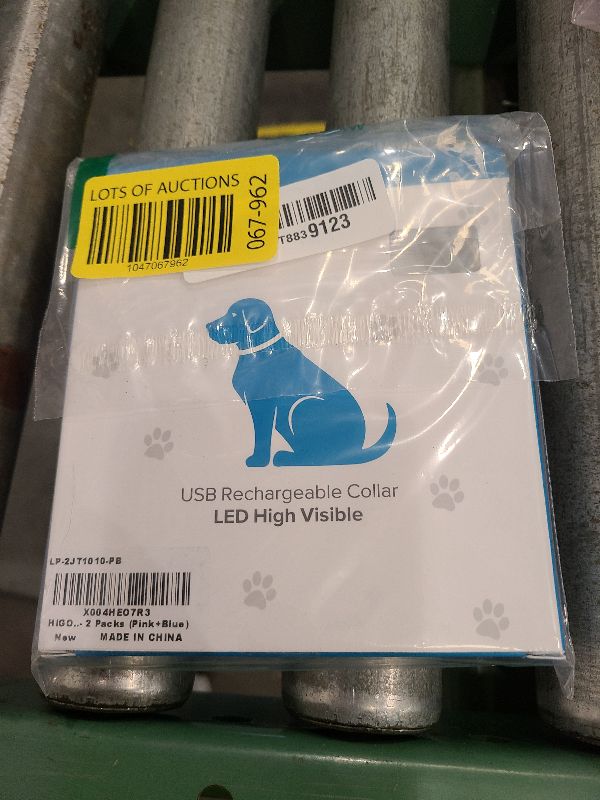 LOTS OF AUCTIONS
1047067962
067-962
T8839123
USB Rechargeable Collar
LED High Visible
LP-2JT1010-PB
X004HEO7R3
HIGO..- 2 Packs (Pink+Blue)
New MADE IN CHINA